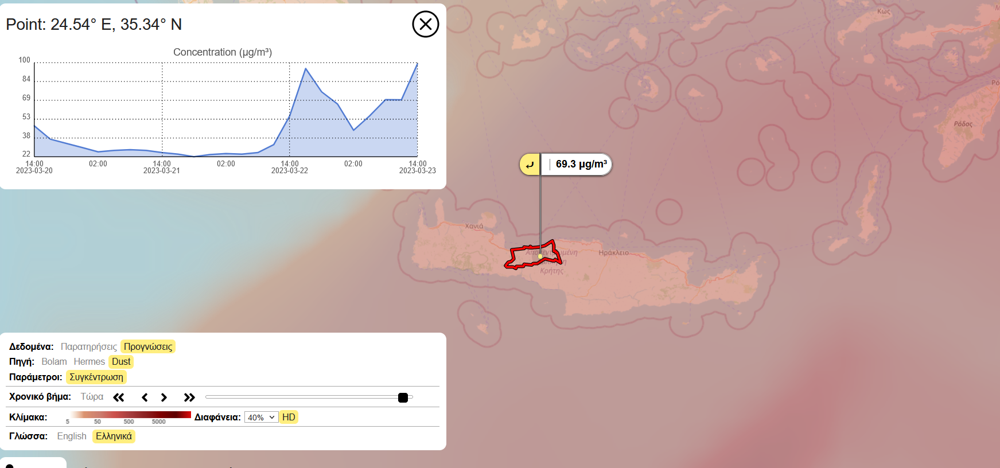 Point: 24.54° E, 35.34° N
Concentration (µg/m³)
100
84
69
53
38
22
14:00 02:00 14:00 02:00 14:00 02:00 14:00
2023-03-20 2023-03-21 2023-03-22 2023-03-23
Κως
Ρόδος
69.3 µg/m³
Χανιά
Ηράκλειο
Κρήτης
Δεδομένα: Παρατηρήσεις Προγνώσεις
Πηγή: Bolam Hermes Dust
Παράμετροι: Συγκέντρωση
Χρονικό βήμα: Τώρα
Κλίμακα: 5 50 500 5000 Διαφάνεια: 40% HD
Γλώσσα: English Ελληνικά